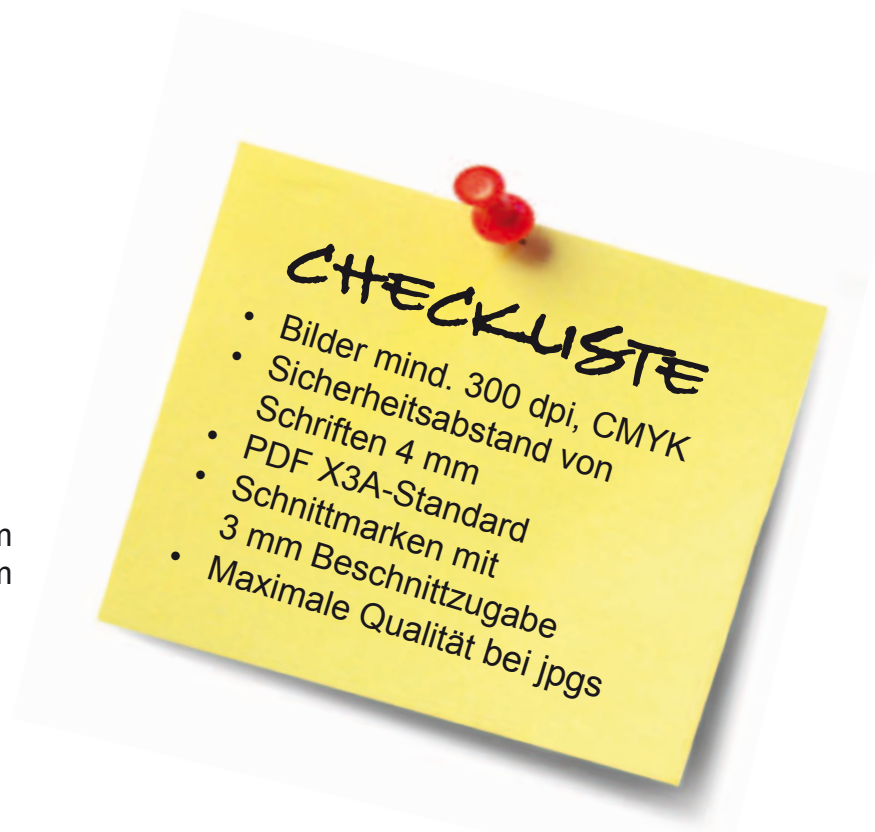 CHECKLISTE
• Bilder mind. 300 dpi, CMYK
• Sicherheitsabstand von
Schriften 4 mm
• PDF X3A-Standard
• Schnittmarken mit
3 mm Beschnittzugabe
• Maximale Qualität bei jpgs